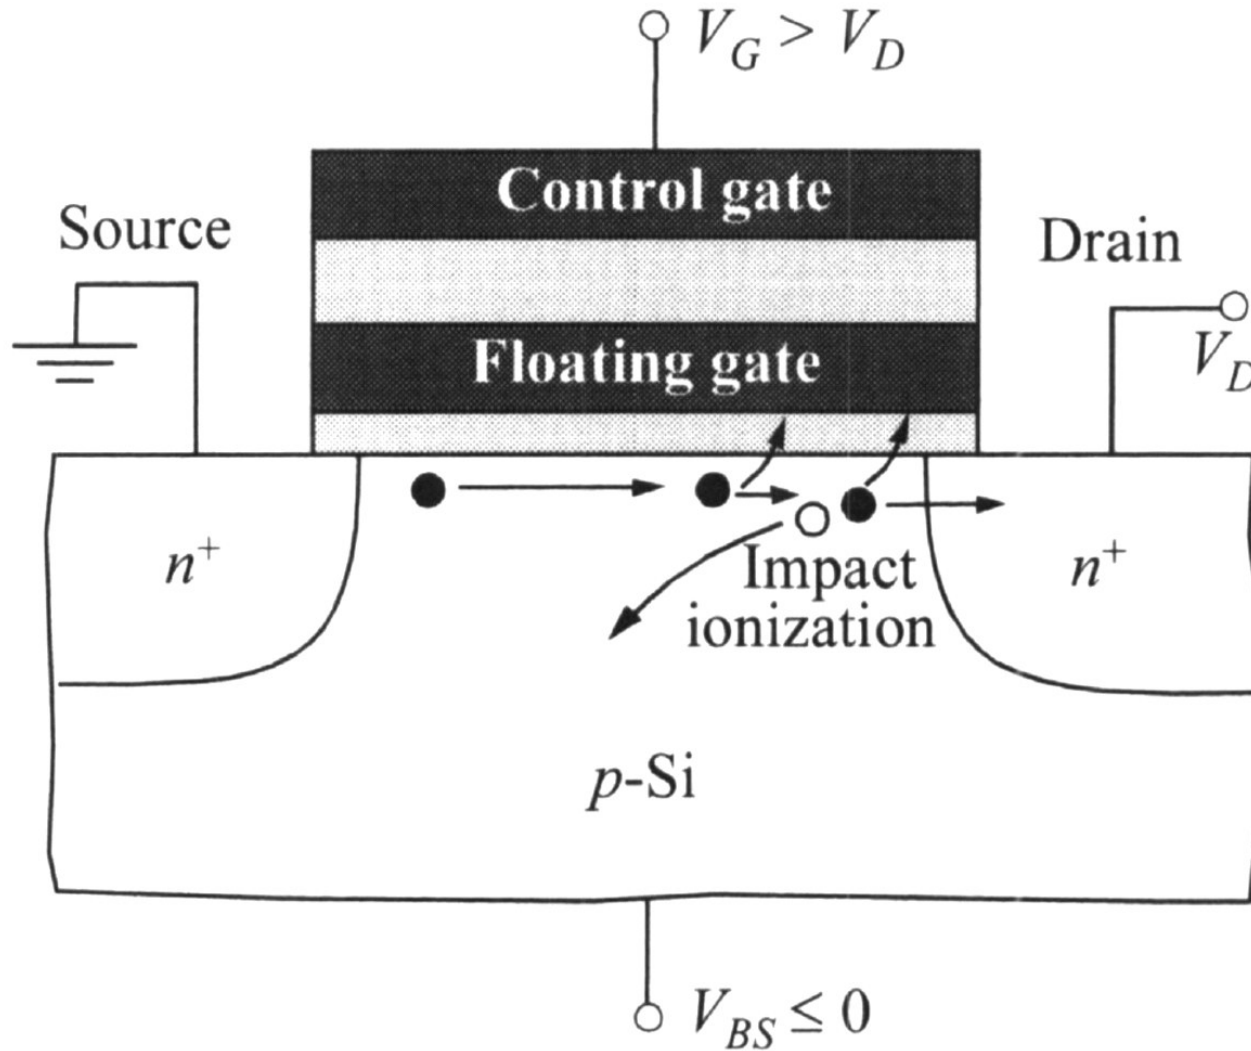 V_G > V_D
Control gate
Source
Drain
Floating gate
V_D
n⁺
Impact
ionization
n⁺
p-Si
V_BS ≤ 0